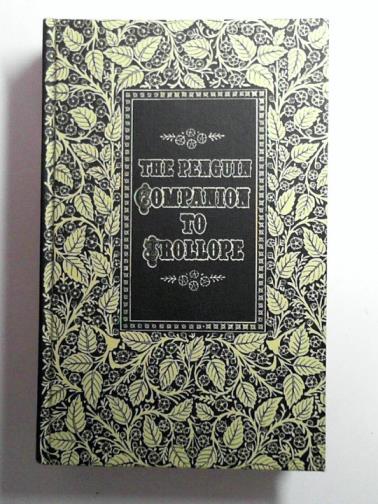 THE PENGUIN
COMPANION
TO
TROLLOPE